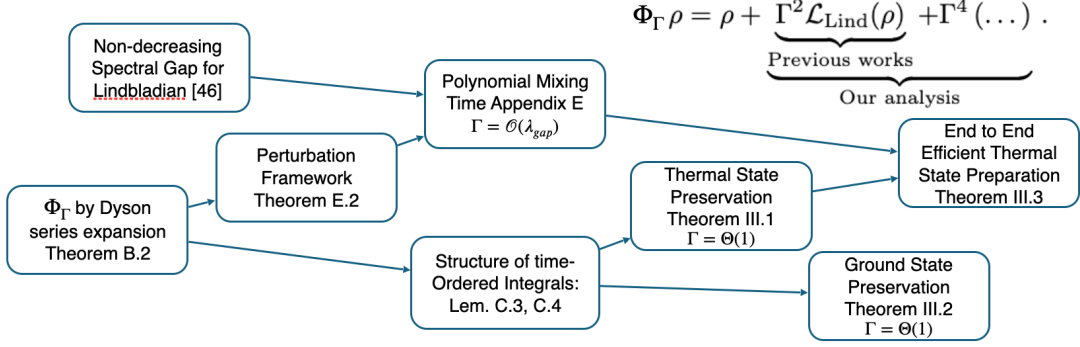 Φ_Γ ρ = ρ + Γ²ℒ_Lind(ρ) +Γ⁴ (...) .
Previous works
Our analysis
Non-decreasing
Spectral Gap for
Lindbladian [46]
Polynomial Mixing
Time Appendix E
Γ = 𝒪(λ_gap)
Perturbation
Framework
Theorem E.2
Φ_Γ by Dyson
series expansion
Theorem B.2
Structure of time-
Ordered Integrals:
Lem. C.3, C.4
Thermal State
Preservation
Theorem III.1
Γ = Θ(1)
End to End
Efficient Thermal
State Preparation
Theorem III.3
Ground State
Preservation
Theorem III.2
Γ = Θ(1)